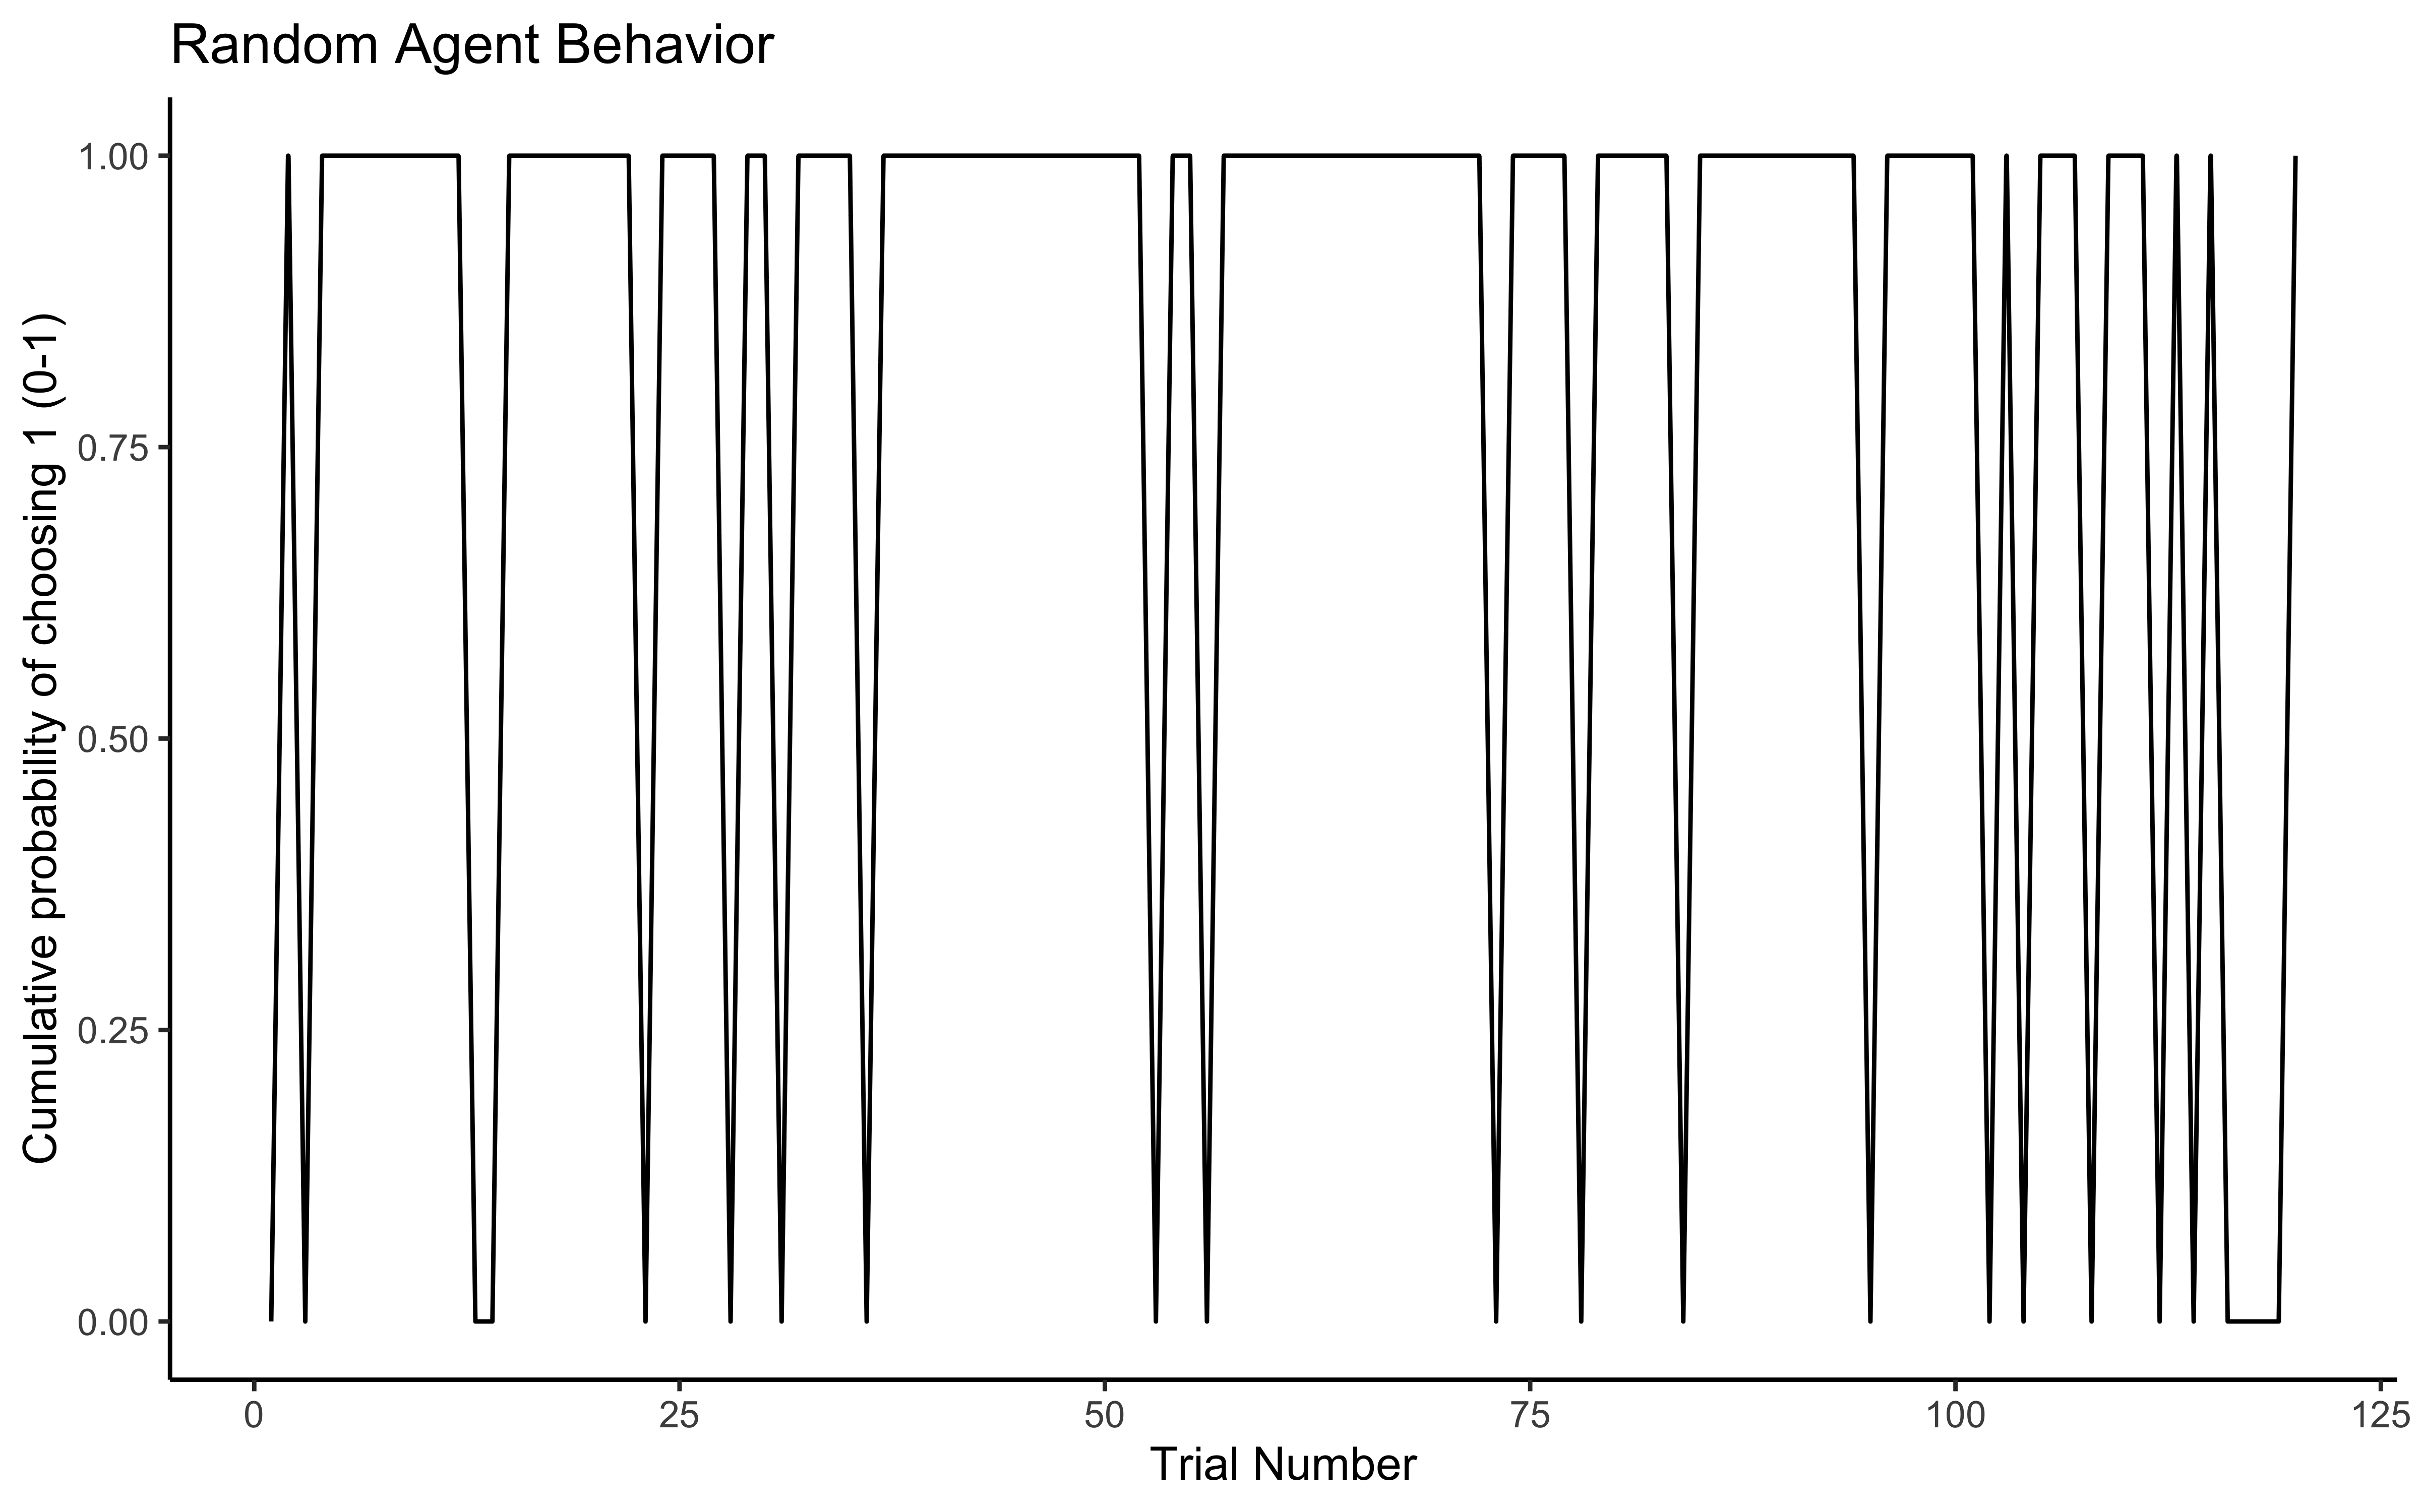 Random Agent Behavior
Cumulative probability of choosing 1 (0-1)
1.00
0.75
0.50
0.25
0.00
0 25 50 75 100 125
Trial Number